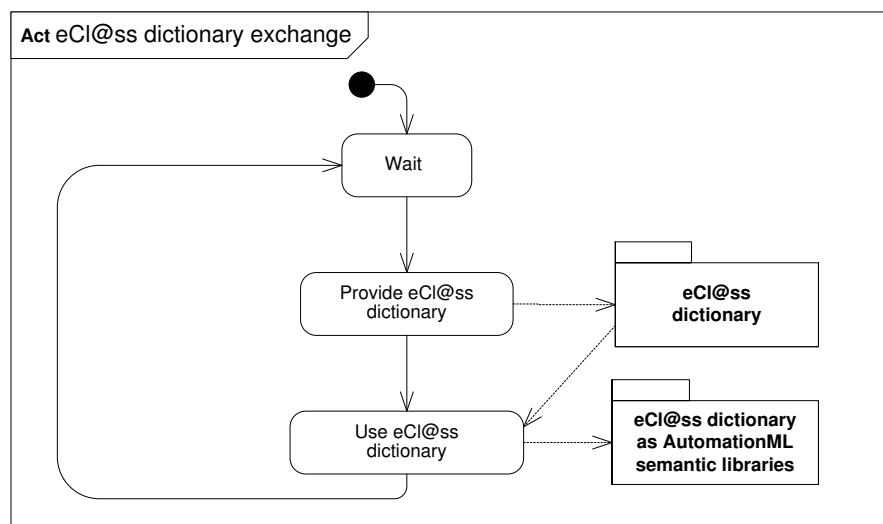 Act eCl@ss dictionary exchange
Wait
Provide eCl@ss
dictionary
eCl@ss
dictionary
Use eCl@ss
dictionary
eCl@ss dictionary
as AutomationML
semantic libraries